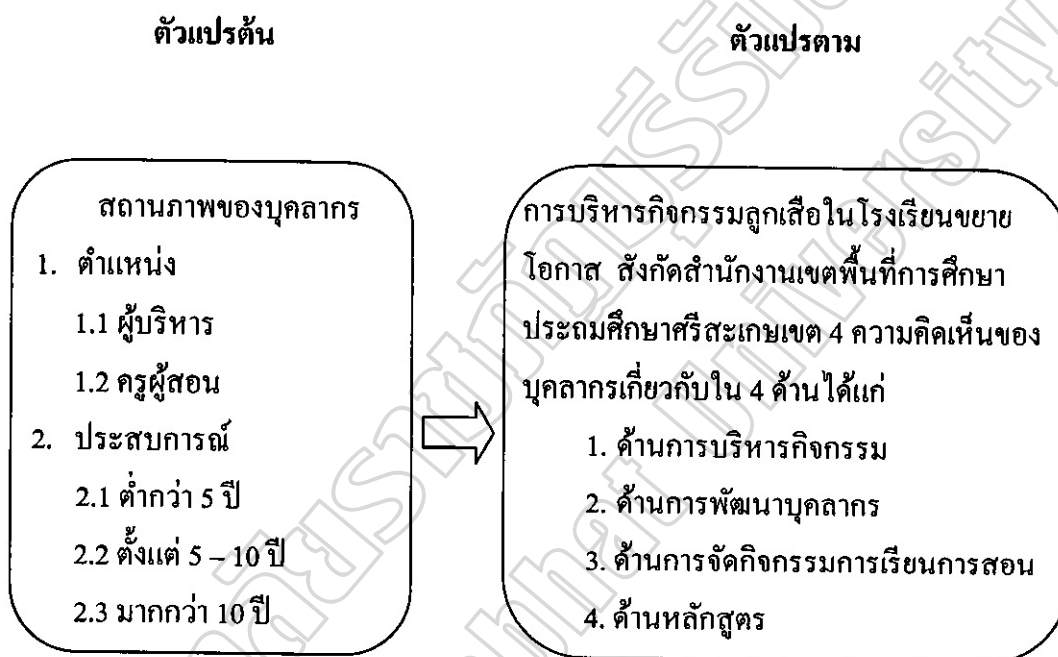 ตัวแปรต้น
ตัวแปรตาม
สถานภาพของบุคลากร
1. ตำแหน่ง
1.1 ผู้บริหาร
1.2 ครูผู้สอน
2. ประสบการณ์
2.1 ต่ำกว่า 5 ปี
2.2 ตั้งแต่ 5 – 10 ปี
2.3 มากกว่า 10 ปี
การบริหารกิจกรรมลูกเสือในโรงเรียนขยาย
โอกาส สังกัดสำนักงานเขตพื้นที่การศึกษา
ประถมศึกษาศรีสะเกษเขต 4 ความคิดเห็นของ
บุคลากรเกี่ยวกับใน 4 ด้าน ได้แก่
1. ด้านการบริหารกิจกรรม
2. ด้านการพัฒนาบุคลากร
3. ด้านการจัดกิจกรรมการเรียนการสอน
4. ด้านหลักสูตร
University